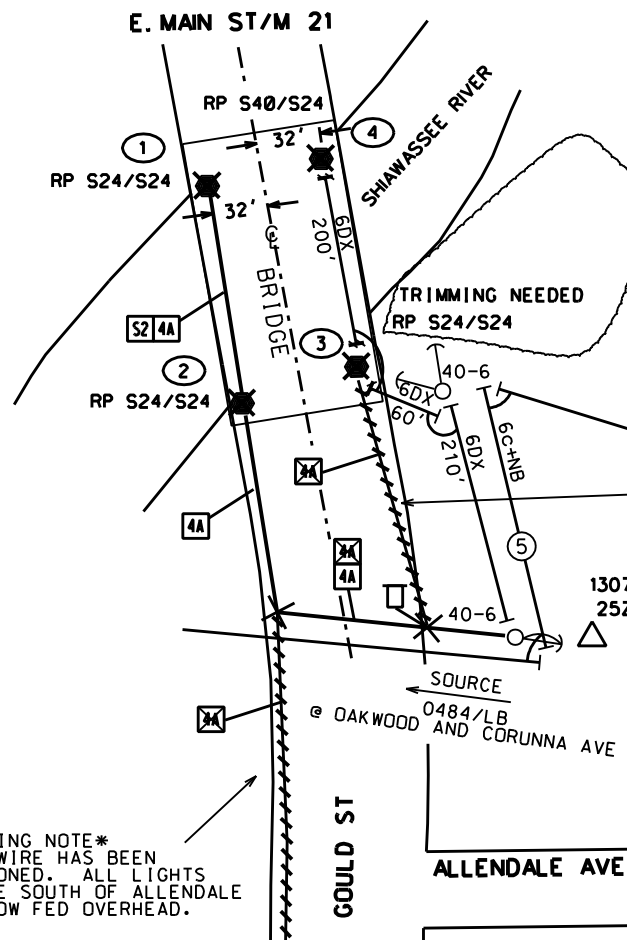 E. MAIN ST/M 21
RP S40/S24
SHIAWASSEE RIVER
1
32'
4
RP S24/S24
32'
6DX
200'
℄ BRIDGE
TRIMMING NEEDED
RP S24/S24
S2 4A
3
2
40-6
RP S24/S24
6DX
60'
6DX
210'
6c+NB
4A
4A
5
4A
4A
1307
40-6
SOURCE
0484/LB
4A
@ OAKWOOD AND CORUNNA AVE
ING NOTE*
WIRE HAS BEEN
ONED. ALL LIGHTS
E SOUTH OF ALLENDALE
OW FED OVERHEAD.
GOULD ST
ALLENDALE AVE